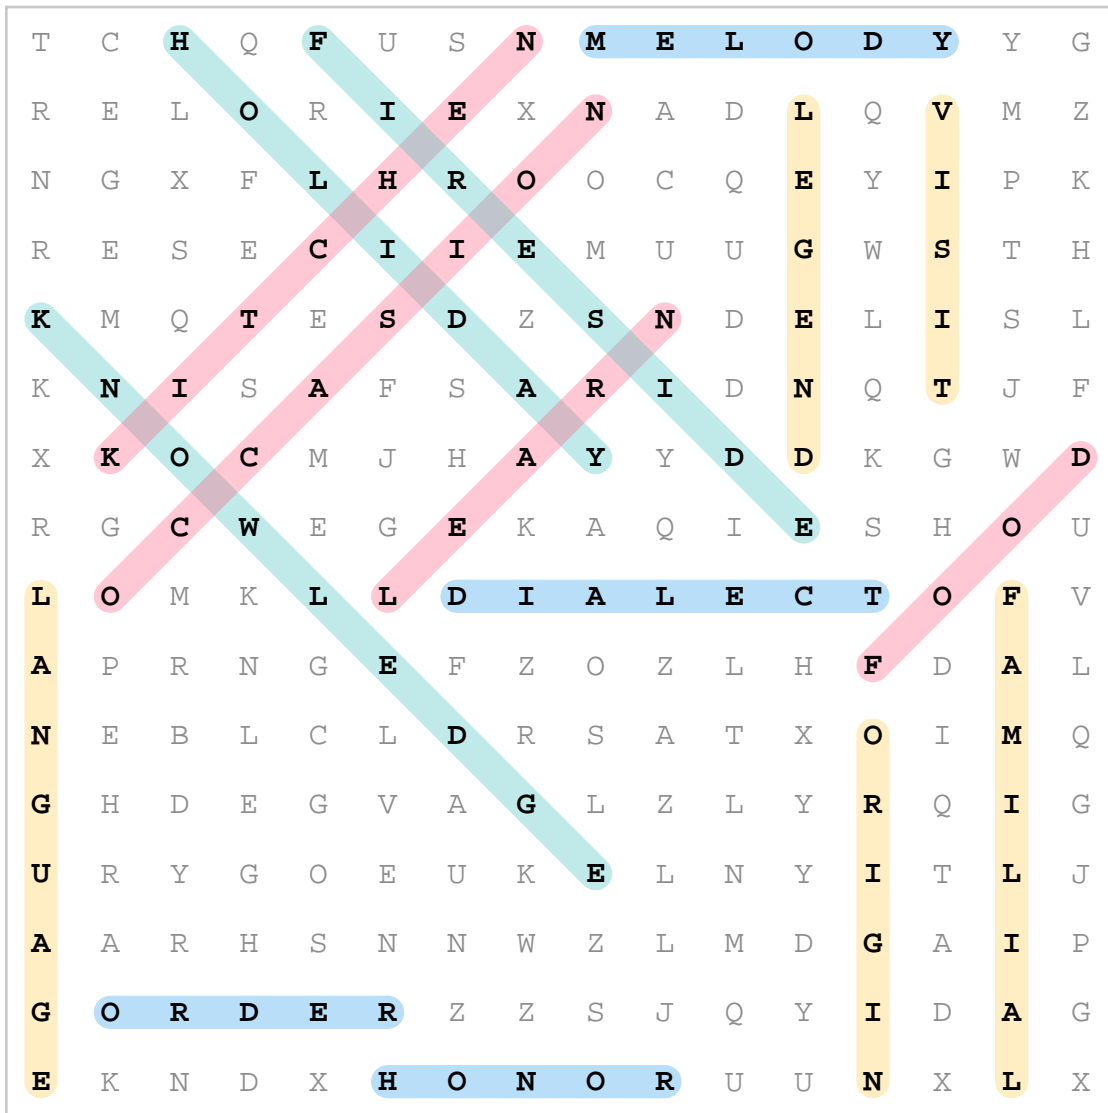 T C H Q F U S N M E L O D Y Y G
R E L O R I E X N A D L Q V M Z
N G X F L H R O O C Q E Y I P K
R E S E C I I E M U U G W S T H
K M Q T E S D Z S N D E L I S L
K N I S A F S A R I D N Q T J F
X K O C M J H A Y Y D D K G W D
R G C W E G E K A Q I E S H O U
L O M K L L D I A L E C T O F V
A P R N G E F Z O Z L H F D A L
N E B L C L D R S A T X O I M Q
G H D E G V A G L Z L Y R Q I G
U R Y G O E U K E L N Y I T L J
A A R H S N N W Z L M D G A I P
G O R D E R Z Z S J Q Y I D A G
E K N D X H O N O R U U N X L X